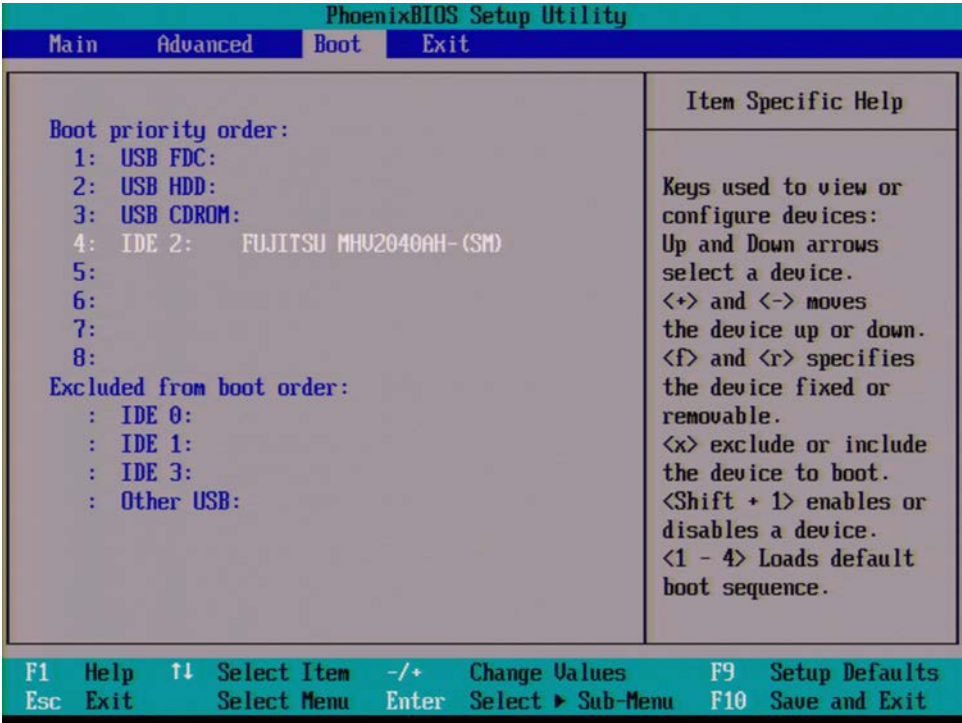 PhoenixBIOS Setup Utility
Main Advanced Boot Exit
Boot priority order:
1: USB FDC:
2: USB HDD:
3: USB CDROM:
4: IDE 2: FUJITSU MHV2040AH-(SM)
5:
6:
7:
8:
Excluded from boot order:
: IDE 0:
: IDE 1:
: IDE 3:
: Other USB:
Item Specific Help
Keys used to view or
configure devices:
Up and Down arrows
select a device.
<+> and <-> moves
the device up or down.
<f> and <r> specifies
the device fixed or
removable.
<x> exclude or include
the device to boot.
<Shift + 1> enables or
disables a device.
<1 - 4> Loads default
boot sequence.
F1 Help ↑↓ Select Item -/+ Change Values F9 Setup Defaults
Esc Exit Select Menu Enter Select ▶ Sub-Menu F10 Save and Exit